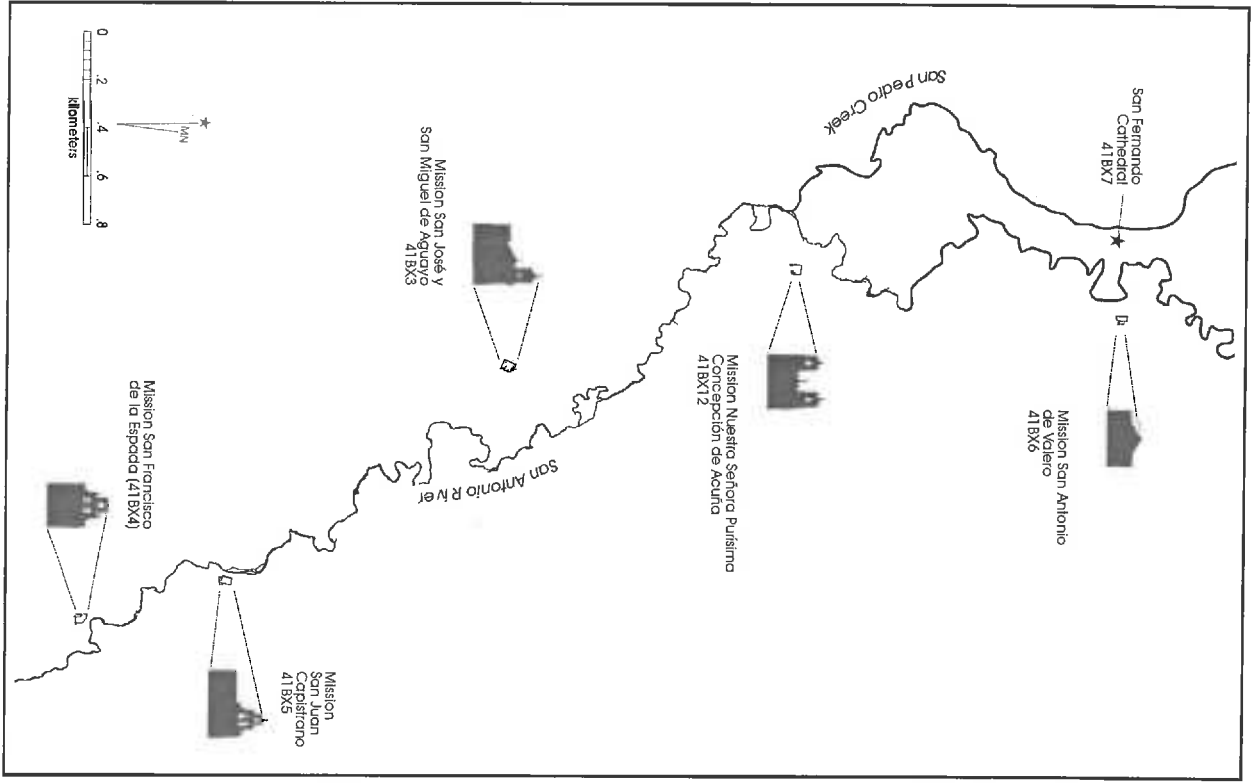 San Pedro Creek
San Fernando
Cathedral
41BX7
Mission San Antonio
de Valero
41BX6
Mission Nuestra Señora Purísima
Concepción de Acuña
41BX12
Mission San José y
San Miguel de Aguayo
41BX3
San Antonio River
Mission
San Juan
Capistrano
41BX5
Mission San Francisco
de la Espada (41BX4)
MN
0 .2 .4 .6 .8
kilometers